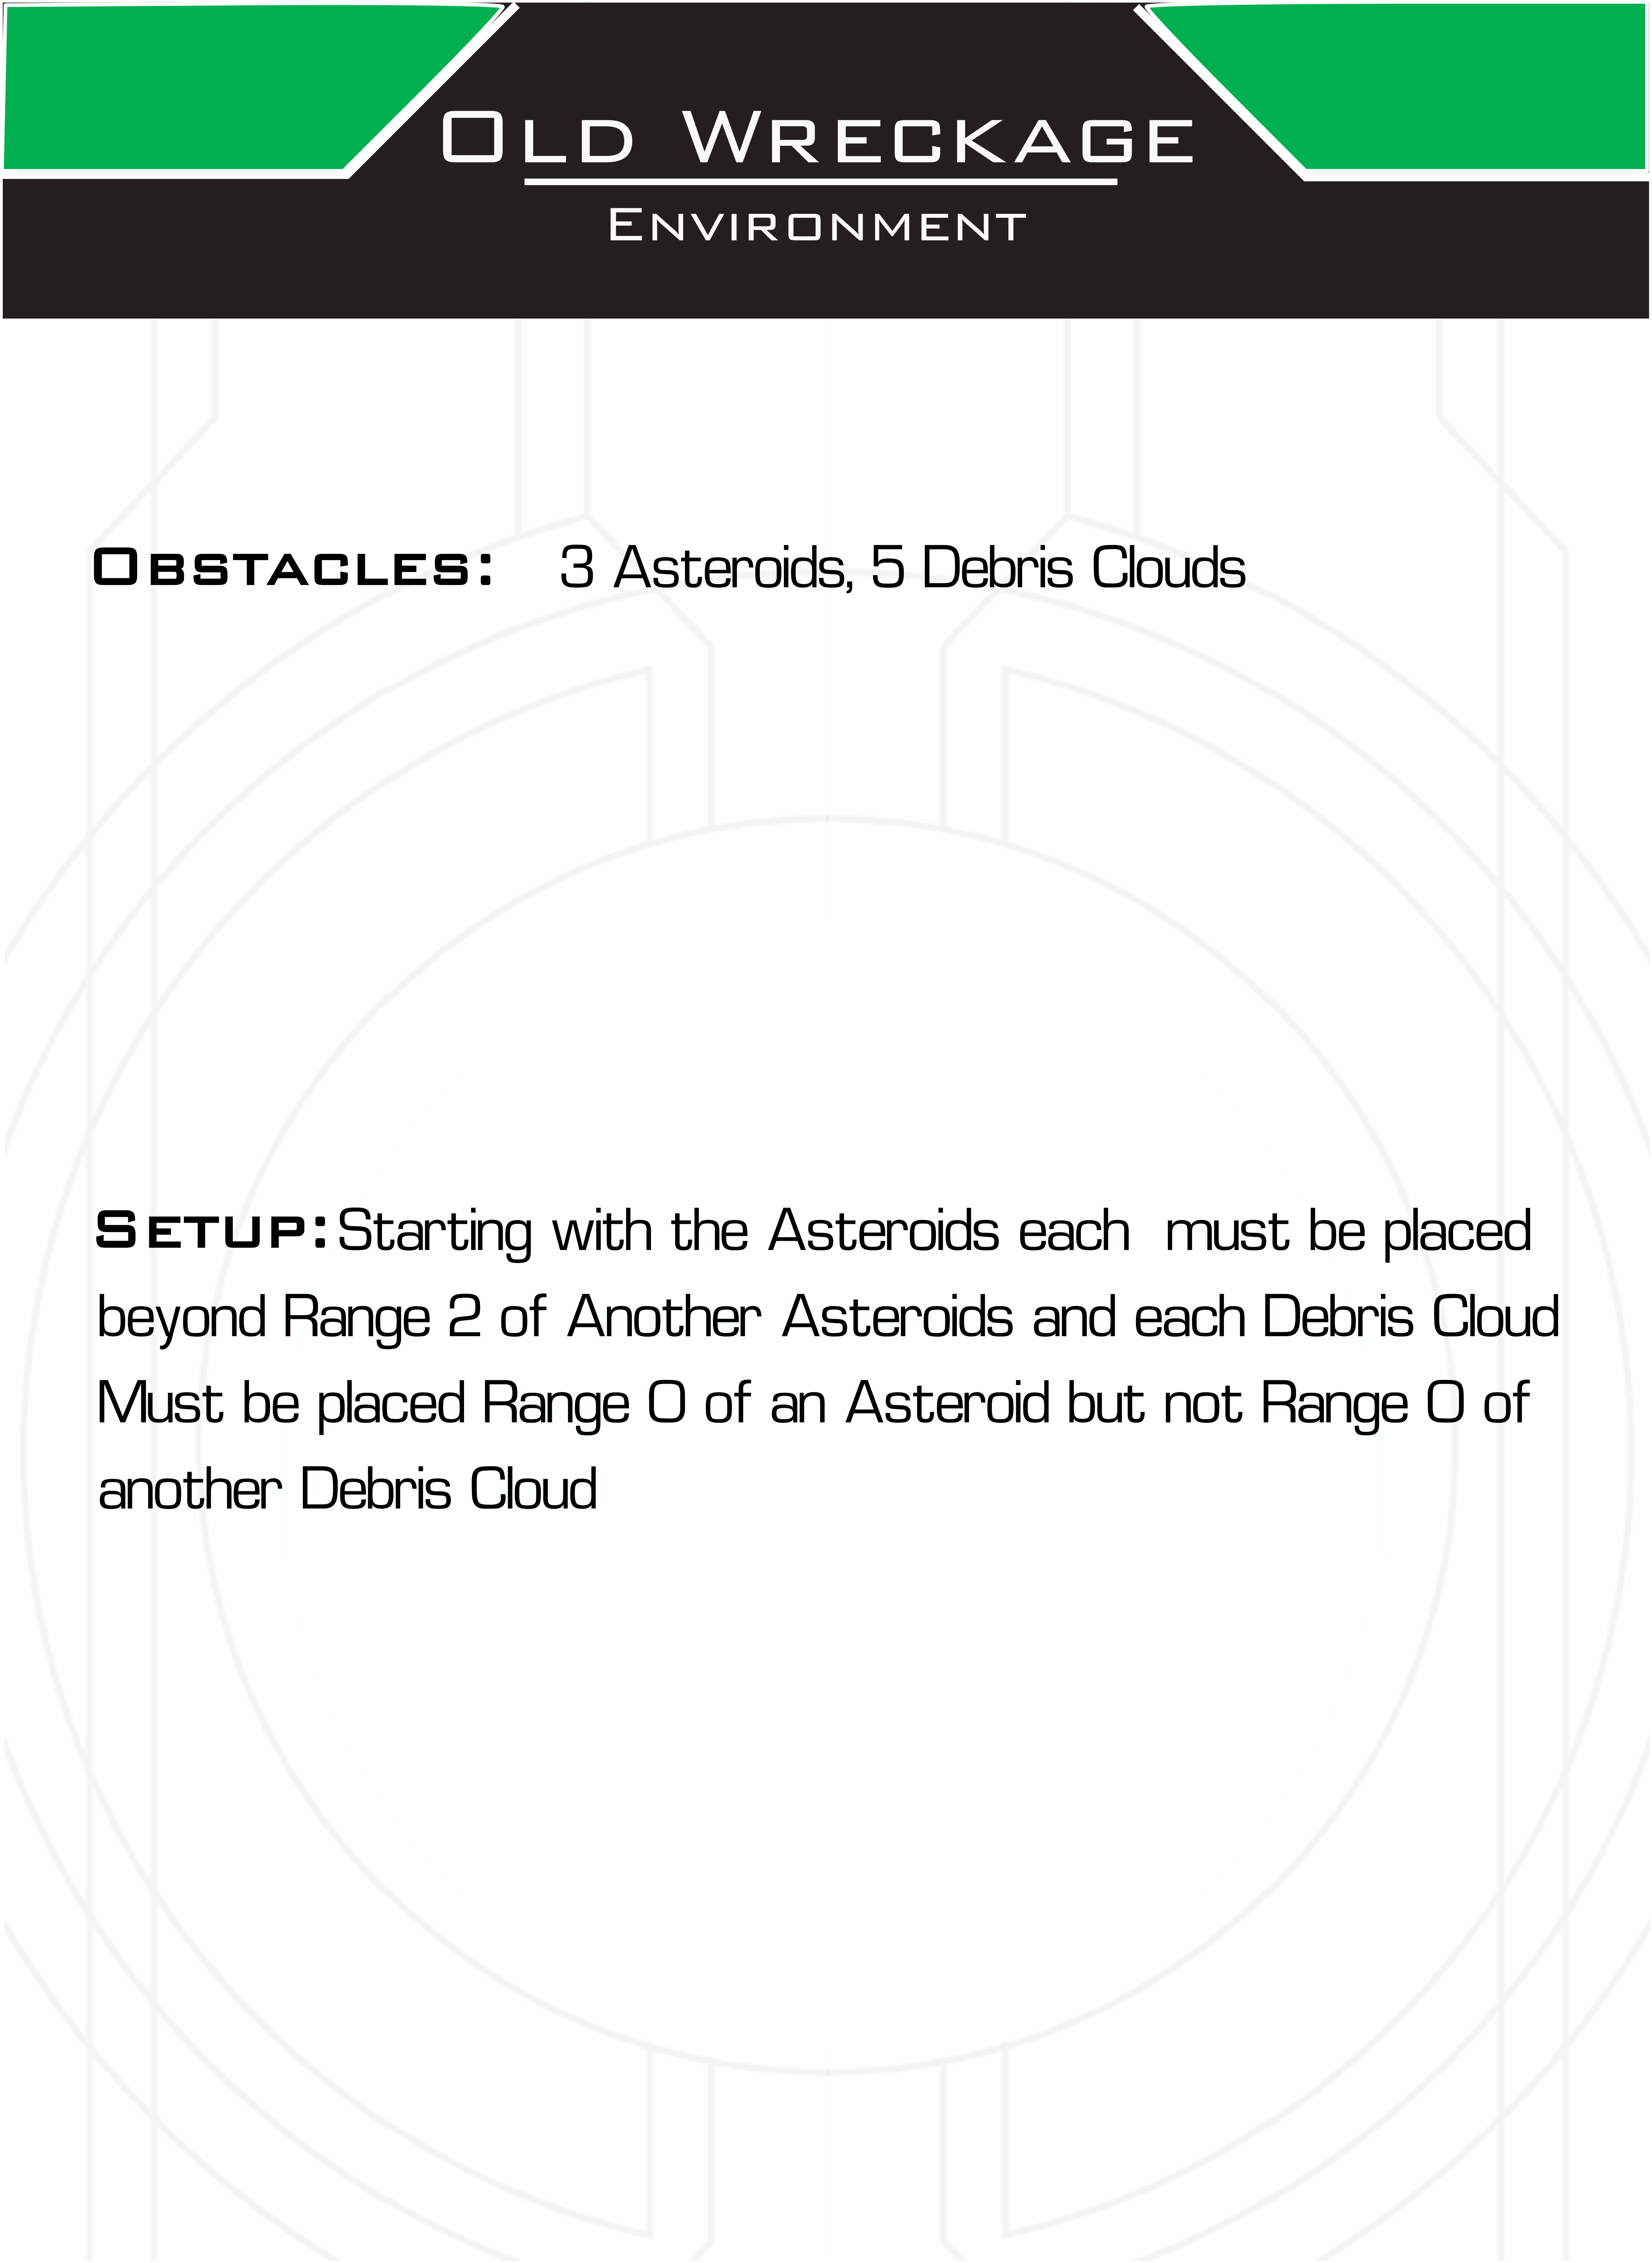 Old Wreckage
Environment
Obstacles: 3 Asteroids, 5 Debris Clouds
Setup: Starting with the Asteroids each  must be placed
beyond Range 2 of Another Asteroids and each Debris Cloud
Must be placed Range 0 of an Asteroid but not Range 0 of
another Debris Cloud